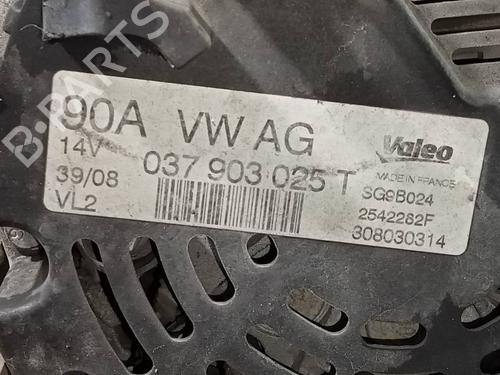 90A VW AG
14V
037 903 025 T
39/08
VL2
Valeo
MADE IN FRANCE
SG9B024
2542262F
308030314
B-PARTS